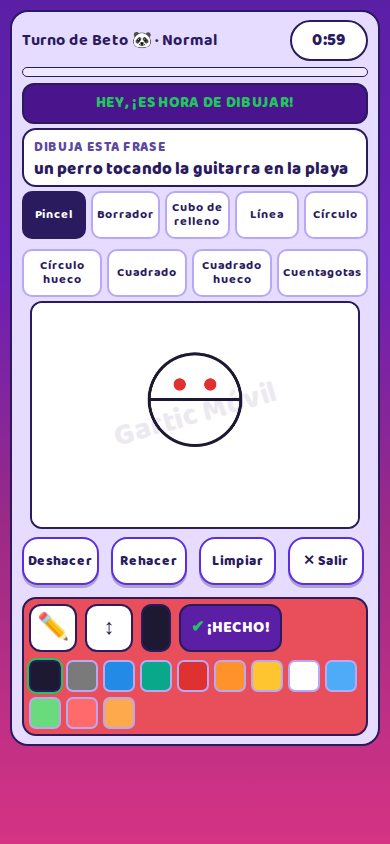 Turno de Beto 🐼 · Normal
0:59
HEY, ¡ES HORA DE DIBUJAR!
DIBUJA ESTA FRASE
un perro tocando la guitarra en la playa
Pincel
Borrador
Cubo de
relleno
Línea
Círculo
Círculo
hueco
Cuadrado
Cuadrado
hueco
Cuentagotas
Gartic Móvil
Deshacer
Rehacer
Limpiar
✕ Salir
✔ ¡HECHO!